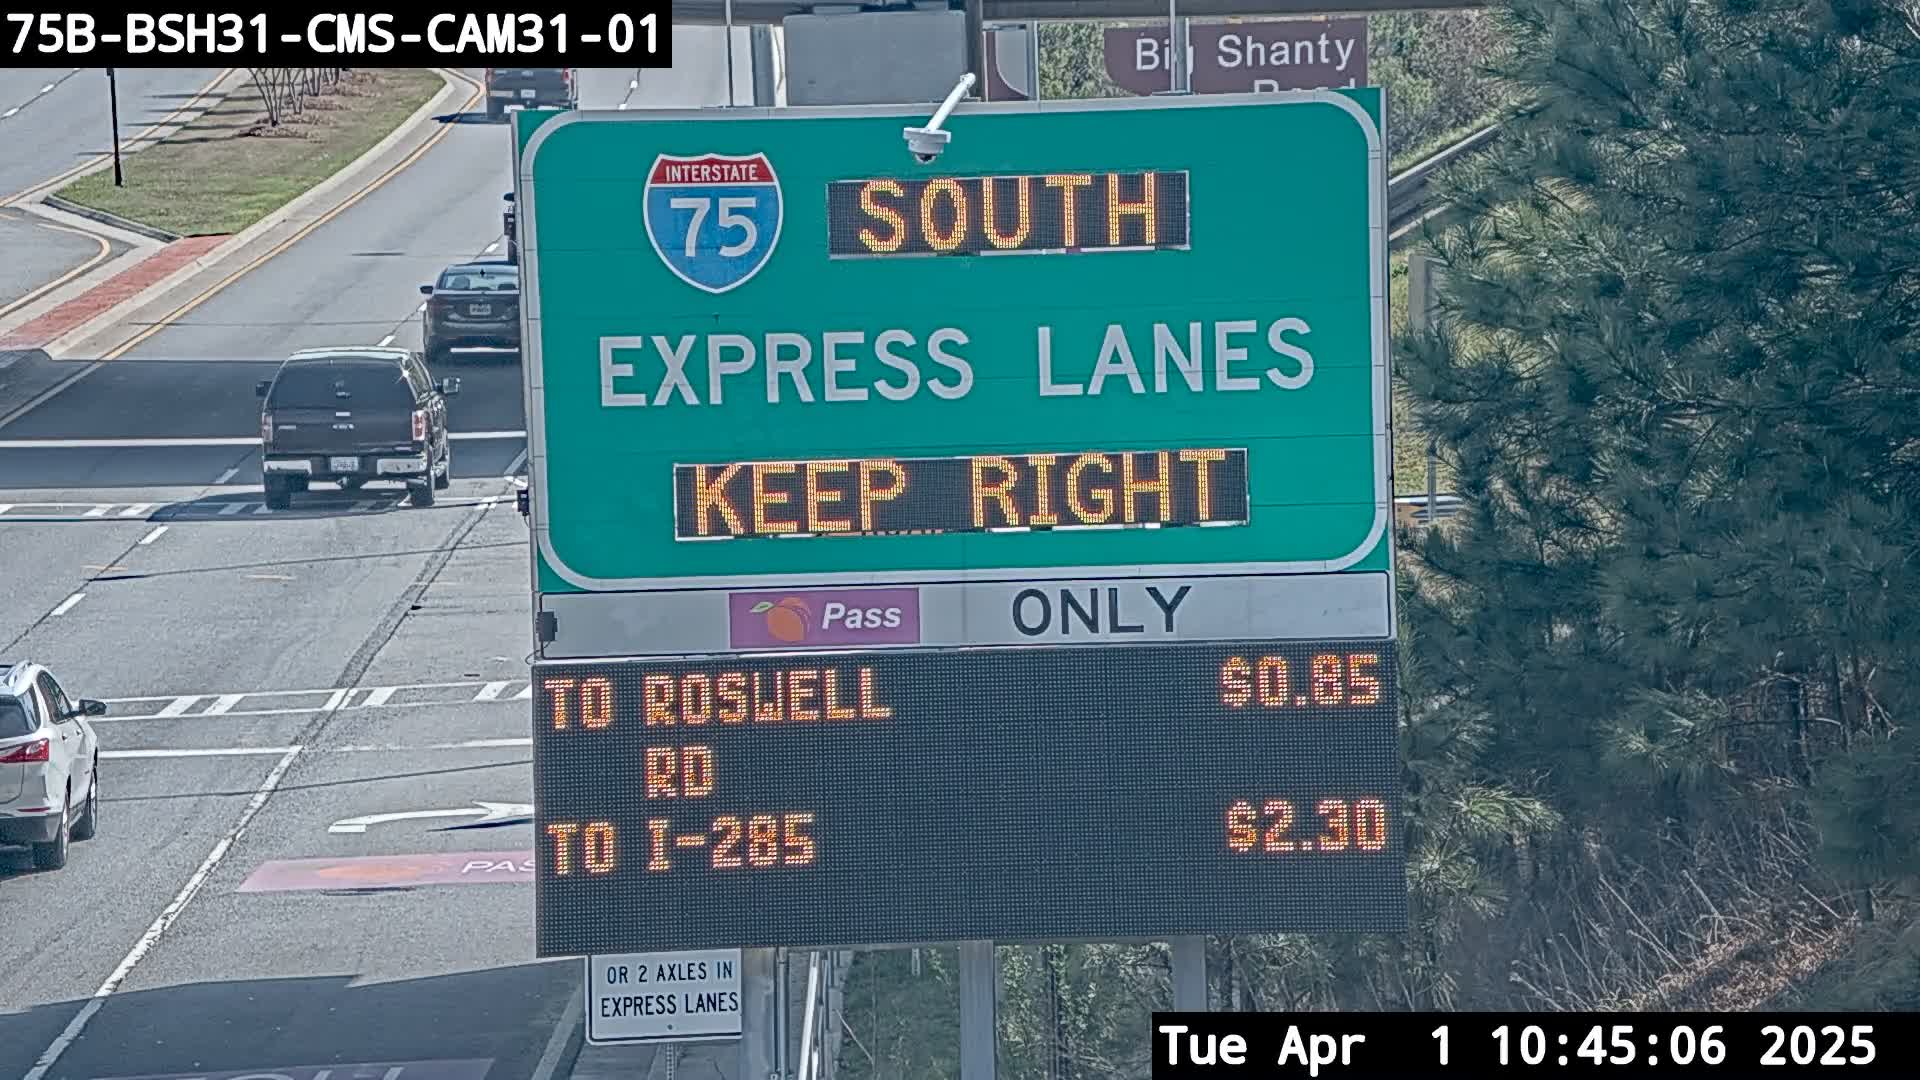 75B-BSH31-CMS-CAM31-01
Big Shanty
Road
INTERSTATE
75
SOUTH
EXPRESS LANES
KEEP RIGHT
Pass ONLY
TO ROSWELL $0.85
RD
TO I-285 $2.30
PAS
OR 2 AXLES IN
EXPRESS LANES
Tue Apr 1 10:45:06 2025